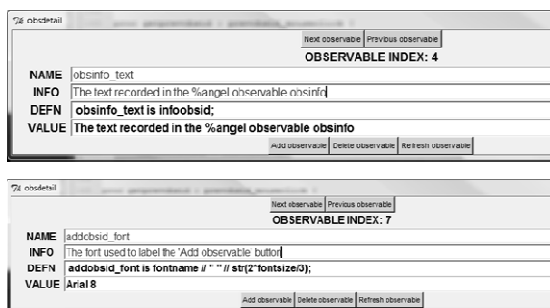 obsdetail
Next observable Previous observable
OBSERVABLE INDEX: 4
NAME obsinfo_text
INFO The text recorded in the %angel observable obsinfo
DEFN obsinfo_text is infoobsid;
VALUE The text recorded in the %angel observable obsinfo
Add observable Delete observable Refresh observable
obsdetail
Next observable Previous observable
OBSERVABLE INDEX: 7
NAME addobsid_font
INFO The font used to label the 'Add observable' button
DEFN addobsid_font is fontname // " " // str(2*fontsize/3);
VALUE Arial 8
Add observable Delete observable Refresh observable